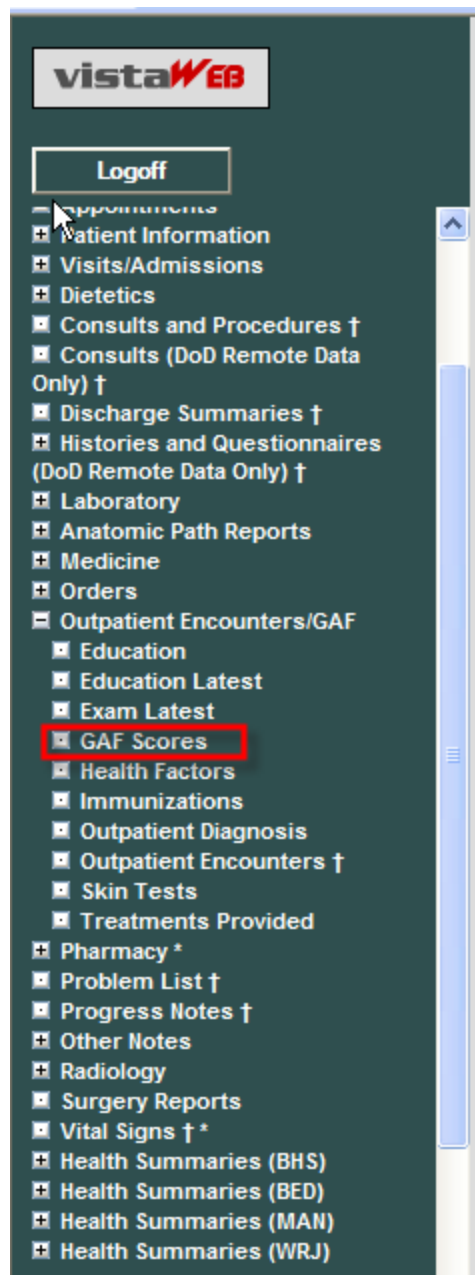 vistaWEB
Logoff
Appointments
Patient Information
Visits/Admissions
Dietetics
Consults and Procedures †
Consults (DoD Remote Data
Only) †
Discharge Summaries †
Histories and Questionnaires
(DoD Remote Data Only) †
Laboratory
Anatomic Path Reports
Medicine
Orders
Outpatient Encounters/GAF
Education
Education Latest
Exam Latest
GAF Scores
Health Factors
Immunizations
Outpatient Diagnosis
Outpatient Encounters †
Skin Tests
Treatments Provided
Pharmacy *
Problem List †
Progress Notes †
Other Notes
Radiology
Surgery Reports
Vital Signs † *
Health Summaries (BHS)
Health Summaries (BED)
Health Summaries (MAN)
Health Summaries (WRJ)